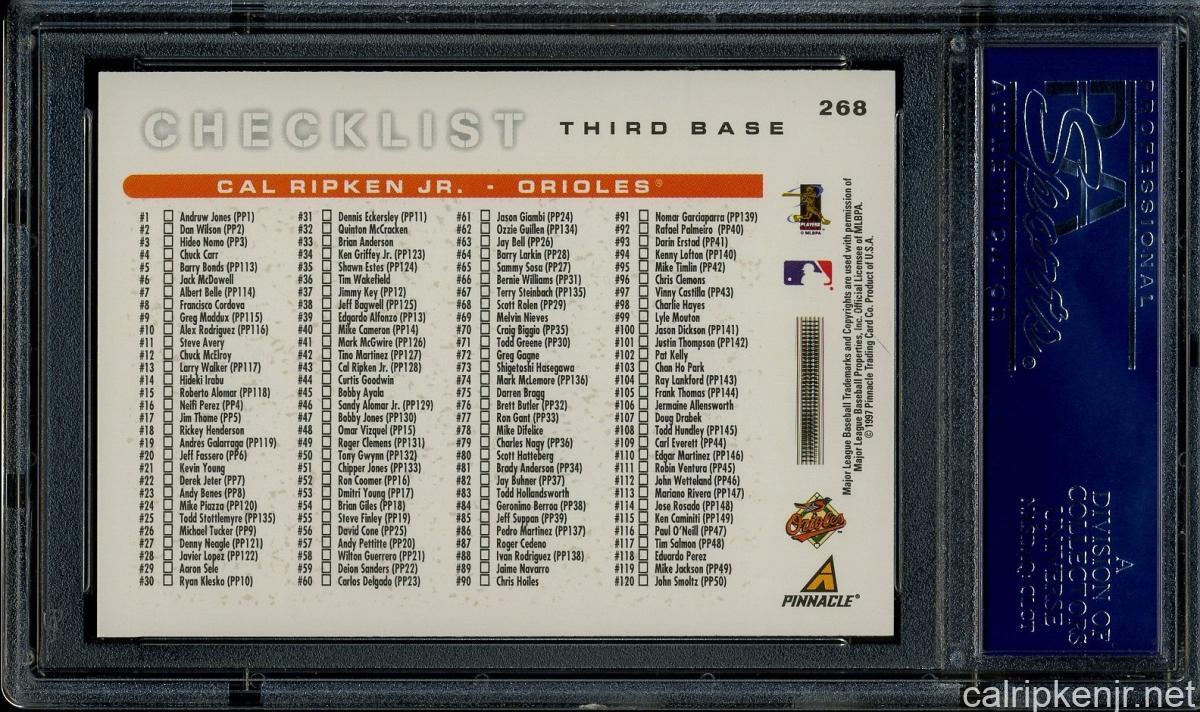 268
CHECKLIST THIRD BASE
CAL RIPKEN JR. - ORIOLES®
#1 Andruw Jones (PP1)
#2 Dan Wilson (PP2)
#3 Hideo Nomo (PP3)
#4 Chuck Carr
#5 Barry Bonds (PP113)
#6 Jack McDowell
#7 Albert Belle (PP114)
#8 Francisco Cordova
#9 Greg Maddux (PP115)
#10 Alex Rodriguez (PP116)
#11 Steve Avery
#12 Chuck McElroy
#13 Larry Walker (PP117)
#14 Hideki Irabu
#15 Roberto Alomar (PP118)
#16 Neifi Perez (PP4)
#17 Jim Thome (PP5)
#18 Rickey Henderson
#19 Andres Galarraga (PP119)
#20 Jeff Fassero (PP6)
#21 Kevin Young
#22 Derek Jeter (PP7)
#23 Andy Benes (PP8)
#24 Mike Piazza (PP120)
#25 Todd Stottlemyre (PP135)
#26 Michael Tucker (PP9)
#27 Denny Neagle (PP121)
#28 Javier Lopez (PP122)
#29 Aaron Sele
#30 Ryan Klesko (PP10)
#31 Dennis Eckersley (PP11)
#32 Quinton McCracken
#33 Brian Anderson
#34 Ken Griffey Jr. (PP123)
#35 Shawn Estes (PP124)
#36 Tim Wakefield
#37 Jimmy Key (PP12)
#38 Jeff Bagwell (PP125)
#39 Edgardo Alfonzo (PP13)
#40 Mike Cameron (PP14)
#41 Mark McGwire (PP126)
#42 Tino Martinez (PP127)
#43 Cal Ripken Jr. (PP128)
#44 Curtis Goodwin
#45 Bobby Ayala
#46 Sandy Alomar Jr. (PP129)
#47 Bobby Jones (PP130)
#48 Omar Vizquel (PP15)
#49 Roger Clemens (PP131)
#50 Tony Gwynn (PP132)
#51 Chipper Jones (PP133)
#52 Ron Coomer (PP16)
#53 Dmitri Young (PP17)
#54 Brian Giles (PP18)
#55 Steve Finley (PP19)
#56 David Cone (PP25)
#57 Andy Pettitte (PP20)
#58 Wilton Guerrero (PP21)
#59 Deion Sanders (PP22)
#60 Carlos Delgado (PP23)
#61 Jason Giambi (PP24)
#62 Ozzie Guillen (PP134)
#63 Jay Bell (PP26)
#64 Barry Larkin (PP28)
#65 Sammy Sosa (PP27)
#66 Bernie Williams (PP31)
#67 Terry Steinbach (PP135)
#68 Scott Rolen (PP29)
#69 Melvin Nieves
#70 Craig Biggio (PP35)
#71 Todd Greene (PP30)
#72 Greg Gagne
#73 Shigetoshi Hasegawa
#74 Mark McLemore (PP136)
#75 Darren Bragg
#76 Brett Butler (PP32)
#77 Ron Gant (PP33)
#78 Mike Difelice
#79 Charles Nagy (PP36)
#80 Scott Hatteberg
#81 Brady Anderson (PP34)
#82 Jay Buhner (PP37)
#83 Todd Hollandsworth
#84 Geronimo Berroa (PP38)
#85 Jeff Suppan (PP39)
#86 Pedro Martinez (PP137)
#87 Roger Cedeno
#88 Ivan Rodriguez (PP138)
#89 Jaime Navarro
#90 Chris Hoiles
#91 Nomar Garciaparra (PP139)
#92 Rafael Palmeiro (PP40)
#93 Darin Erstad (PP41)
#94 Kenny Lofton (PP140)
#95 Mike Timlin (PP42)
#96 Chris Clemons
#97 Vinny Castilla (PP43)
#98 Charlie Hayes
#99 Lyle Mouton
#100 Jason Dickson (PP141)
#101 Justin Thompson (PP142)
#102 Pat Kelly
#103 Chan Ho Park
#104 Ray Lankford (PP143)
#105 Frank Thomas (PP144)
#106 Jermaine Allensworth
#107 Doug Drabek
#108 Todd Hundley (PP145)
#109 Carl Everett (PP44)
#110 Edgar Martinez (PP146)
#111 Robin Ventura (PP45)
#112 John Wetteland (PP46)
#113 Mariano Rivera (PP147)
#114 Jose Rosado (PP148)
#115 Ken Caminiti (PP149)
#116 Paul O'Neill (PP47)
#117 Tim Salmon (PP48)
#118 Eduardo Perez
#119 Mike Jackson (PP49)
#120 John Smoltz (PP50)
PLAYERS
© MLBPA
Major League Baseball Trademarks and Copyrights are used with permission of
Major League Baseball Properties, Inc. Official Licensee of MLBPA.
© 1997 Pinnacle Trading Card Co. Product of U.S.A.
Orioles
PINNACLE®
PROFESSIONAL
PSA
Sports®
AUTHENTICATOR
A
DIVISION OF
COLLECTORS
UNIVERSE
calripkenjr.net